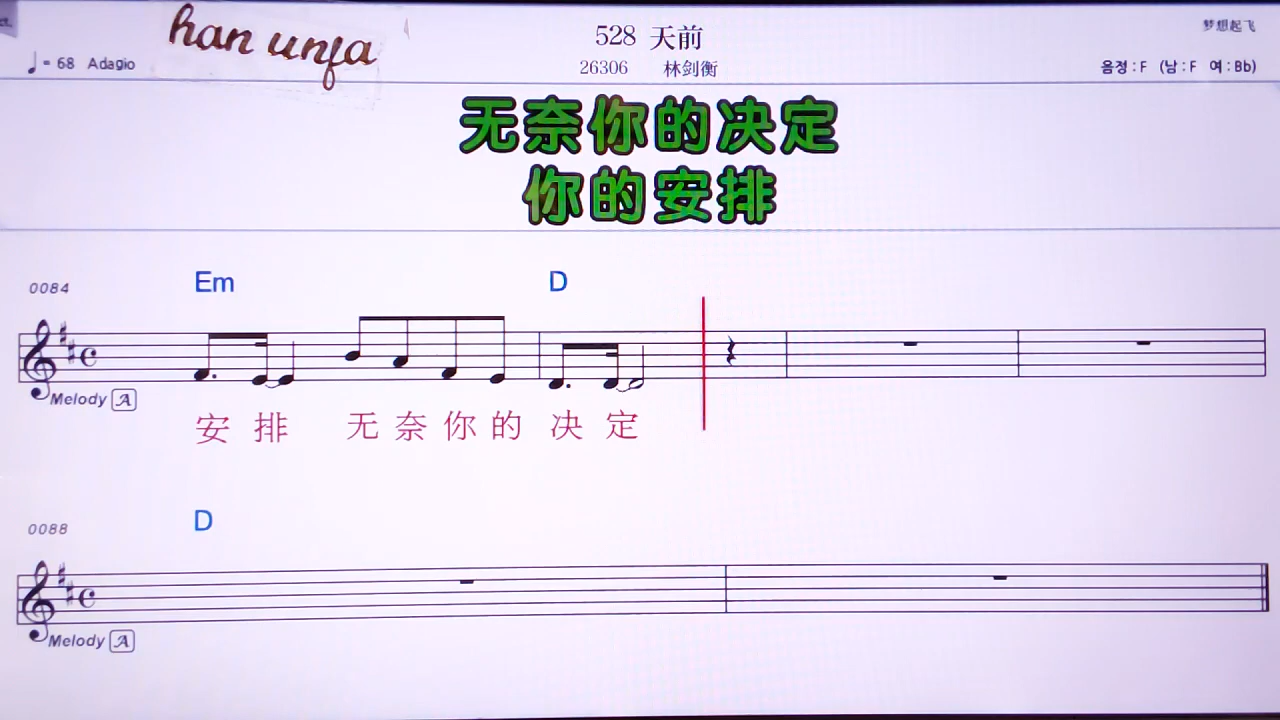 han unfa
528 天前
梦想起飞
♩= 68 Adagio
26306 林剑衡
음정 : F (남 : F 여 : Bb)
无奈你的决定
你的安排
0084
Em D
Melody A
安 排 无 奈 你 的 决 定
0088
D
Melody A